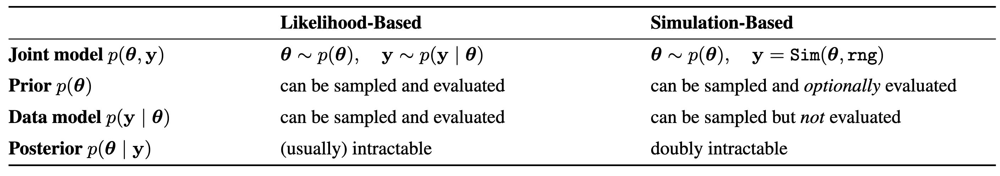 Likelihood-Based Simulation-Based
Joint model p(θ, y) θ ∼ p(θ), y ∼ p(y | θ) θ ∼ p(θ), y = Sim(θ, rng)
Prior p(θ) can be sampled and evaluated can be sampled and optionally evaluated
Data model p(y | θ) can be sampled and evaluated can be sampled but not evaluated
Posterior p(θ | y) (usually) intractable doubly intractable